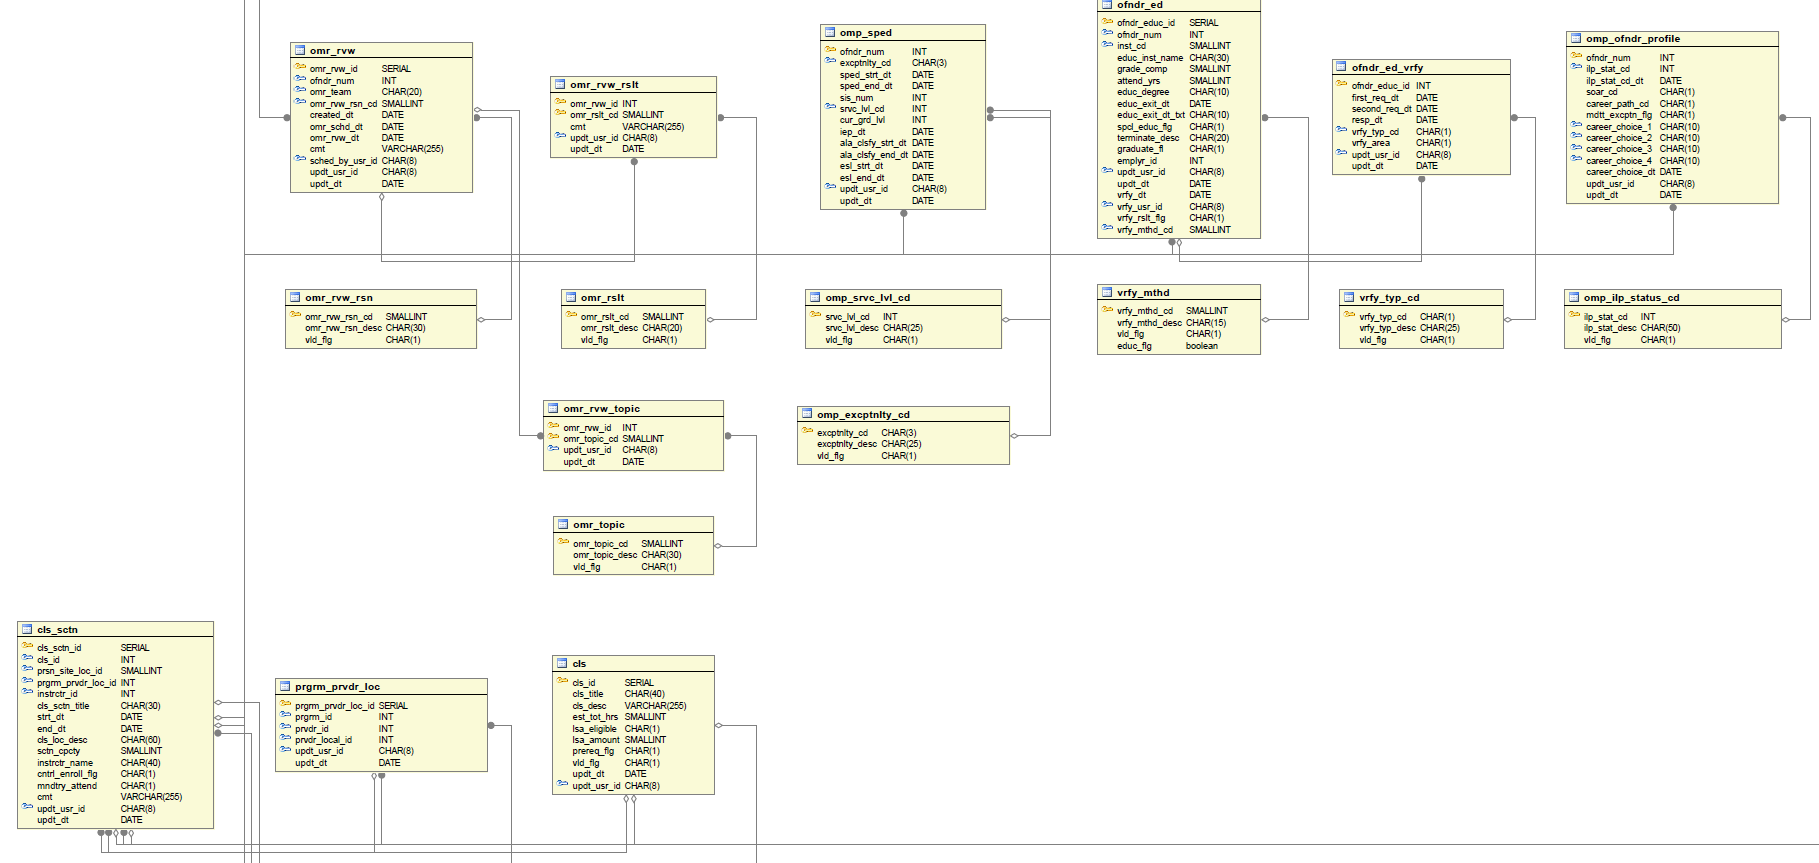 omr_rvw
omr_rvw_id SERIAL
ofndr_num INT
omr_team CHAR(20)
omr_rvw_rsn_cd SMALLINT
created_dt DATE
omr_schd_dt DATE
omr_rvw_dt DATE
cmt VARCHAR(255)
sched_by_usr_id CHAR(8)
updt_usr_id CHAR(8)
updt_dt DATE
omr_rvw_rslt
omr_rvw_id INT
omr_rslt_cd SMALLINT
cmt VARCHAR(255)
updt_usr_id CHAR(8)
updt_dt DATE
omp_sped
ofndr_num INT
excptnlty_cd CHAR(3)
sped_strt_dt DATE
sped_end_dt DATE
sis_num INT
srvc_lvl_cd INT
cur_grd_lvl INT
iep_dt DATE
ala_clsfy_strt_dt DATE
ala_clsfy_end_dt DATE
esl_strt_dt DATE
esl_end_dt DATE
updt_usr_id CHAR(8)
updt_dt DATE
ofndr_ed
ofndr_educ_id SERIAL
ofndr_num INT
inst_cd SMALLINT
educ_inst_name CHAR(30)
grade_comp SMALLINT
attend_yrs SMALLINT
educ_degree CHAR(10)
educ_exit_dt DATE
educ_exit_dt_txt CHAR(10)
spcl_educ_flg CHAR(1)
terminate_desc CHAR(20)
graduate_fl CHAR(1)
emplyr_id INT
updt_usr_id CHAR(8)
updt_dt DATE
vrfy_dt DATE
vrfy_usr_id CHAR(8)
vrfy_rslt_flg CHAR(1)
vrfy_mthd_cd SMALLINT
ofndr_ed_vrfy
ofndr_educ_id INT
first_req_dt DATE
second_req_dt DATE
resp_dt DATE
vrfy_typ_cd CHAR(1)
vrfy_area CHAR(1)
updt_usr_id CHAR(8)
updt_dt DATE
omp_ofndr_profile
ofndr_num INT
ilp_stat_cd INT
ilp_stat_cd_dt DATE
soar_cd CHAR(1)
career_path_cd CHAR(1)
mdtt_excptn_flg CHAR(1)
career_choice_1 CHAR(10)
career_choice_2 CHAR(10)
career_choice_3 CHAR(10)
career_choice_4 CHAR(10)
career_choice_dt DATE
updt_usr_id CHAR(8)
updt_dt DATE
omr_rvw_rsn
omr_rvw_rsn_cd SMALLINT
omr_rvw_rsn_desc CHAR(30)
vld_flg CHAR(1)
omr_rslt
omr_rslt_cd SMALLINT
omr_rslt_desc CHAR(20)
vld_flg CHAR(1)
omp_srvc_lvl_cd
srvc_lvl_cd INT
srvc_lvl_desc CHAR(25)
vld_flg CHAR(1)
vrfy_mthd
vrfy_mthd_cd SMALLINT
vrfy_mthd_desc CHAR(15)
vld_flg CHAR(1)
educ_flg boolean
vrfy_typ_cd
vrfy_typ_cd CHAR(1)
vrfy_typ_desc CHAR(25)
vld_flg CHAR(1)
omp_ilp_status_cd
ilp_stat_cd INT
ilp_stat_desc CHAR(50)
vld_flg CHAR(1)
omr_rvw_topic
omr_rvw_id INT
omr_topic_cd SMALLINT
updt_usr_id CHAR(8)
updt_dt DATE
omp_excptnlty_cd
excptnlty_cd CHAR(3)
excptnlty_desc CHAR(25)
vld_flg CHAR(1)
omr_topic
omr_topic_cd SMALLINT
omr_topic_desc CHAR(30)
vld_flg CHAR(1)
cls_sctn
cls_sctn_id SERIAL
cls_id INT
prsn_site_loc_id SMALLINT
prgrm_prvdr_loc_id INT
instrctr_id INT
cls_sctn_title CHAR(30)
strt_dt DATE
end_dt DATE
cls_loc_desc CHAR(60)
sctn_cpcty SMALLINT
instrctr_name CHAR(40)
cntrl_enroll_flg CHAR(1)
mndtry_attend CHAR(1)
cmt VARCHAR(255)
updt_usr_id CHAR(8)
updt_dt DATE
prgrm_prvdr_loc
prgrm_prvdr_loc_id SERIAL
prgrm_id INT
prvdr_id INT
prvdr_local_id INT
updt_usr_id CHAR(8)
updt_dt DATE
cls
cls_id SERIAL
cls_title CHAR(40)
cls_desc VARCHAR(255)
est_tot_hrs SMALLINT
lsa_eligible CHAR(1)
lsa_amount SMALLINT
prereq_flg CHAR(1)
vld_flg CHAR(1)
updt_dt DATE
updt_usr_id CHAR(8)